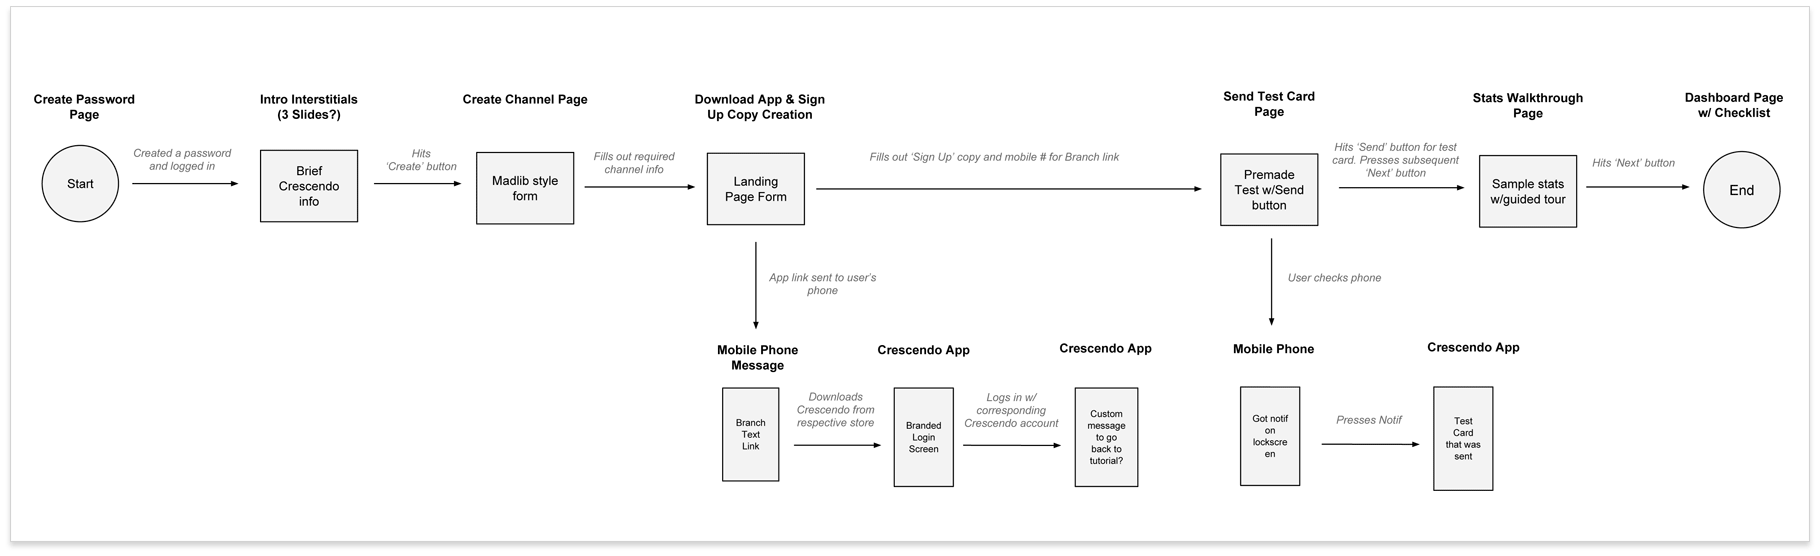 Create Password
Page
Start
Created a password
and logged in
Intro Interstitials
(3 Slides?)
Brief
Crescendo
info
Hits
‘Create’ button
Create Channel Page
Madlib style
form
Fills out required
channel info
Download App & Sign
Up Copy Creation
Landing
Page Form
Fills out ‘Sign Up’ copy and mobile # for Branch link
Send Test Card
Page
Premade
Test w/Send
button
Hits ‘Send’ button for test
card. Presses subsequent
‘Next’ button
Stats Walkthrough
Page
Sample stats
w/guided tour
Hits ‘Next’ button
Dashboard Page
w/ Checklist
End
App link sent to user’s
phone
Mobile Phone
Message
Branch
Text
Link
Downloads
Crescendo from
respective store
Crescendo App
Branded
Login
Screen
Logs in w/
corresponding
Crescendo account
Crescendo App
Custom
message
to go
back to
tutorial?
User checks phone
Mobile Phone
Got notif
on
lockscre
en
Presses Notif
Crescendo App
Test
Card
that was
sent